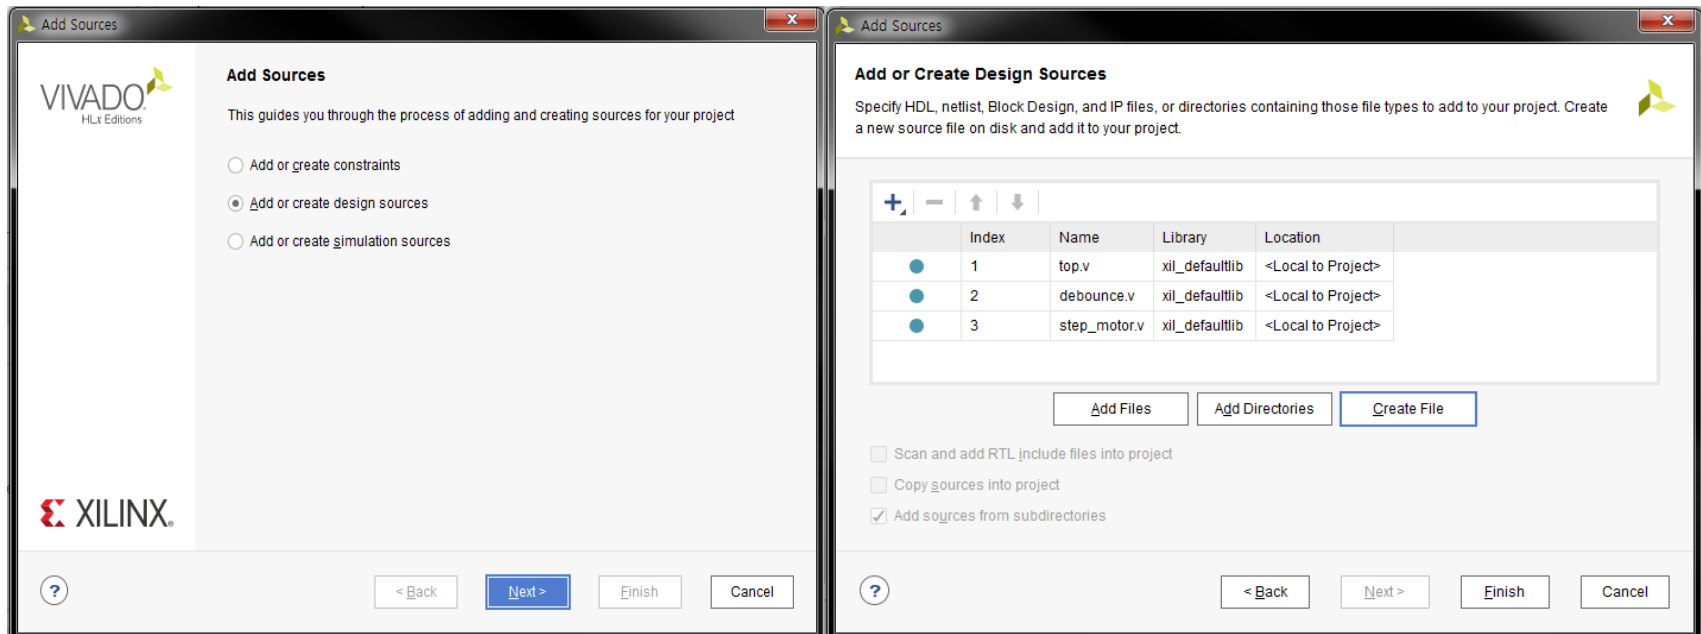 Add Sources
VIVADO
HLx Editions
Add Sources
This guides you through the process of adding and creating sources for your project
Add or create constraints
Add or create design sources
Add or create simulation sources
XILINX
?
< Back
Next >
Finish
Cancel
Add Sources
Add or Create Design Sources
Specify HDL, netlist, Block Design, and IP files, or directories containing those file types to add to your project. Create
a new source file on disk and add it to your project.
Index Name Library Location
1 top.v xil_defaultlib <Local to Project>
2 debounce.v xil_defaultlib <Local to Project>
3 step_motor.v xil_defaultlib <Local to Project>
Add Files
Add Directories
Create File
Scan and add RTL include files into project
Copy sources into project
Add sources from subdirectories
?
< Back
Next >
Finish
Cancel